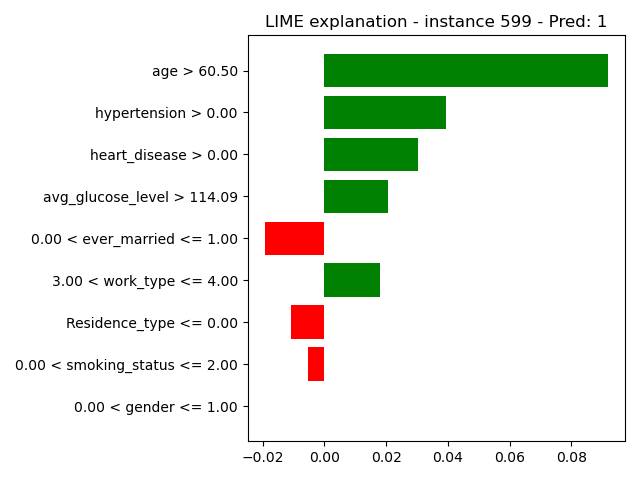 LIME explanation - instance 599 - Pred: 1
age > 60.50
hypertension > 0.00
heart_disease > 0.00
avg_glucose_level > 114.09
0.00 < ever_married <= 1.00
3.00 < work_type <= 4.00
Residence_type <= 0.00
0.00 < smoking_status <= 2.00
0.00 < gender <= 1.00
−0.02 0.00 0.02 0.04 0.06 0.08